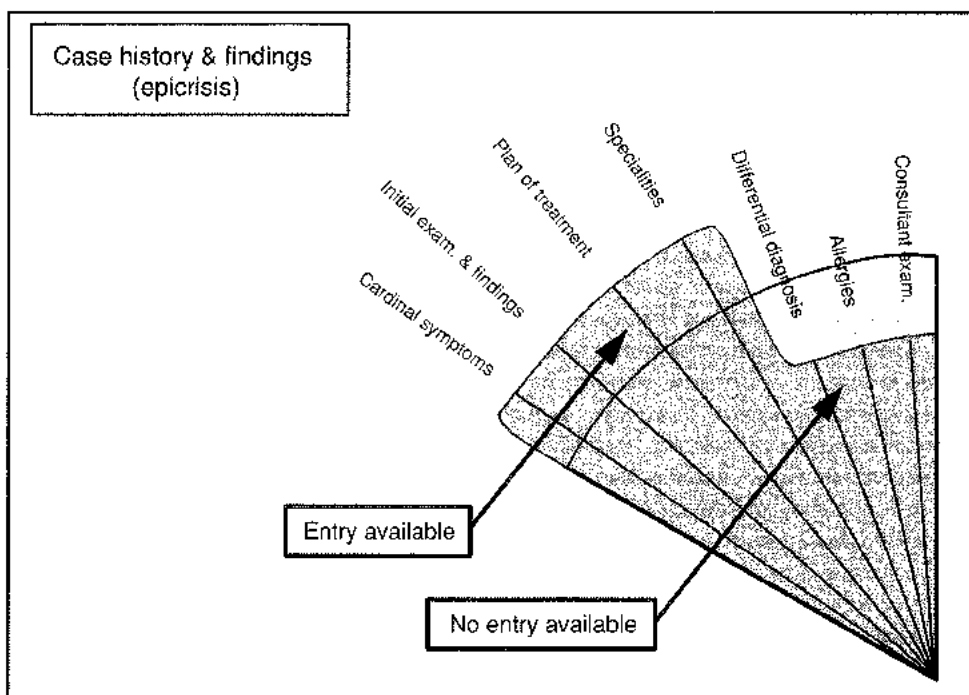 Case history & findings
(epicrisis)
Cardinal symptoms
Initial exam. & findings
Plan of treatment
Specialities
Differential diagnosis
Allergies
Consultant exam.
Entry available
No entry available